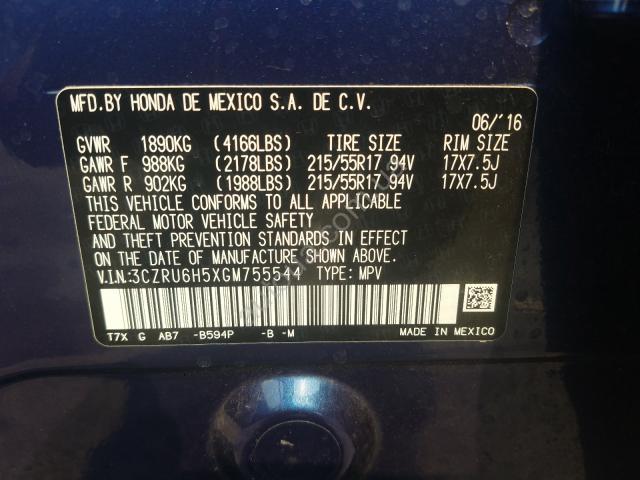 MFD.BY HONDA DE MEXICO S.A. DE C.V.
06/'16
GVWR 1890KG (4166LBS) TIRE SIZE RIM SIZE
GAWR F 988KG (2178LBS) 215/55R17 94V 17X7.5J
GAWR R 902KG (1988LBS) 215/55R17 94V 17X7.5J
THIS VEHICLE CONFORMS TO ALL APPLICABLE
FEDERAL MOTOR VEHICLE SAFETY
AND THEFT PREVENTION STANDARDS IN EFFECT
ON THE DATE OF MANUFACTURE SHOWN ABOVE.
V.I.N:3CZRU6H5XGM755544 TYPE: MPV
T7X G AB7 -B594P -B -M MADE IN MEXICO